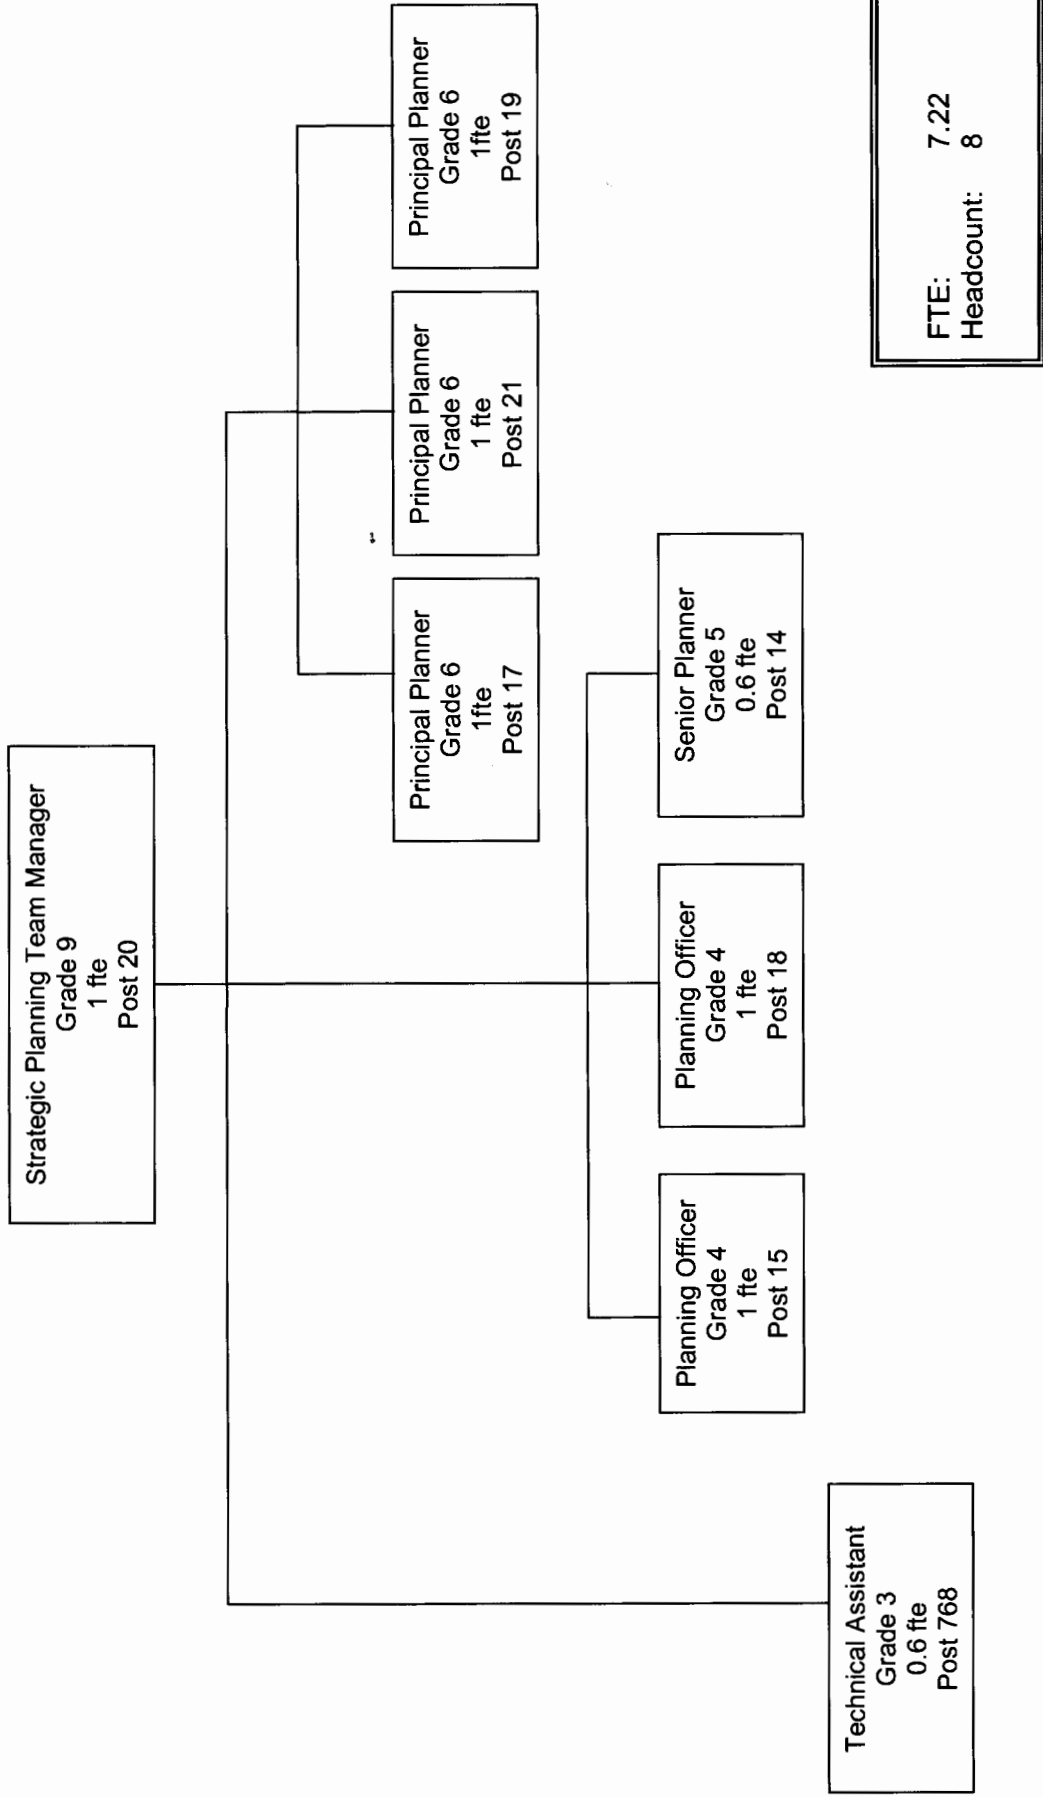 Strategic Planning Team Manager
Grade 9
1 fte
Post 20
Principal Planner
Grade 6
1fte
Post 17
Principal Planner
Grade 6
1 fte
Post 21
Principal Planner
Grade 6
1fte
Post 19
Planning Officer
Grade 4
1 fte
Post 15
Planning Officer
Grade 4
1 fte
Post 18
Senior Planner
Grade 5
0.6 fte
Post 14
Technical Assistant
Grade 3
0.6 fte
Post 768
FTE: 7.22
Headcount: 8